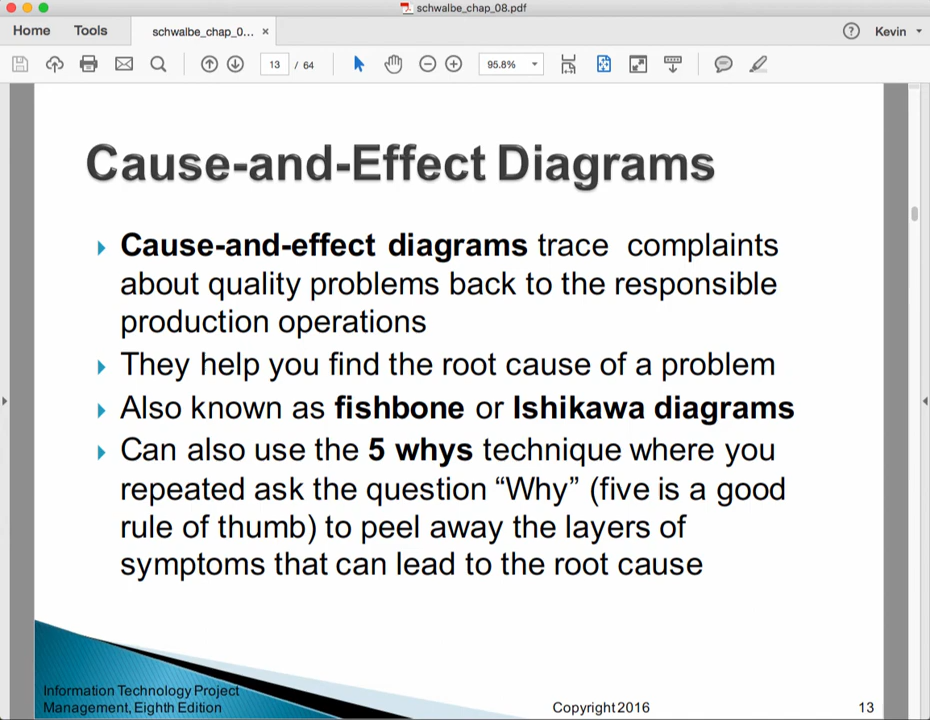 schwalbe_chap_08.pdf
Home Tools schwalbe_chap_0... × ? Kevin
13 / 64 95.8%
Cause-and-Effect Diagrams
Cause-and-effect diagrams trace complaints
about quality problems back to the responsible
production operations
They help you find the root cause of a problem
Also known as fishbone or Ishikawa diagrams
Can also use the 5 whys technique where you
repeated ask the question “Why” (five is a good
rule of thumb) to peel away the layers of
symptoms that can lead to the root cause
Information Technology Project
Management, Eighth Edition Copyright 2016 13